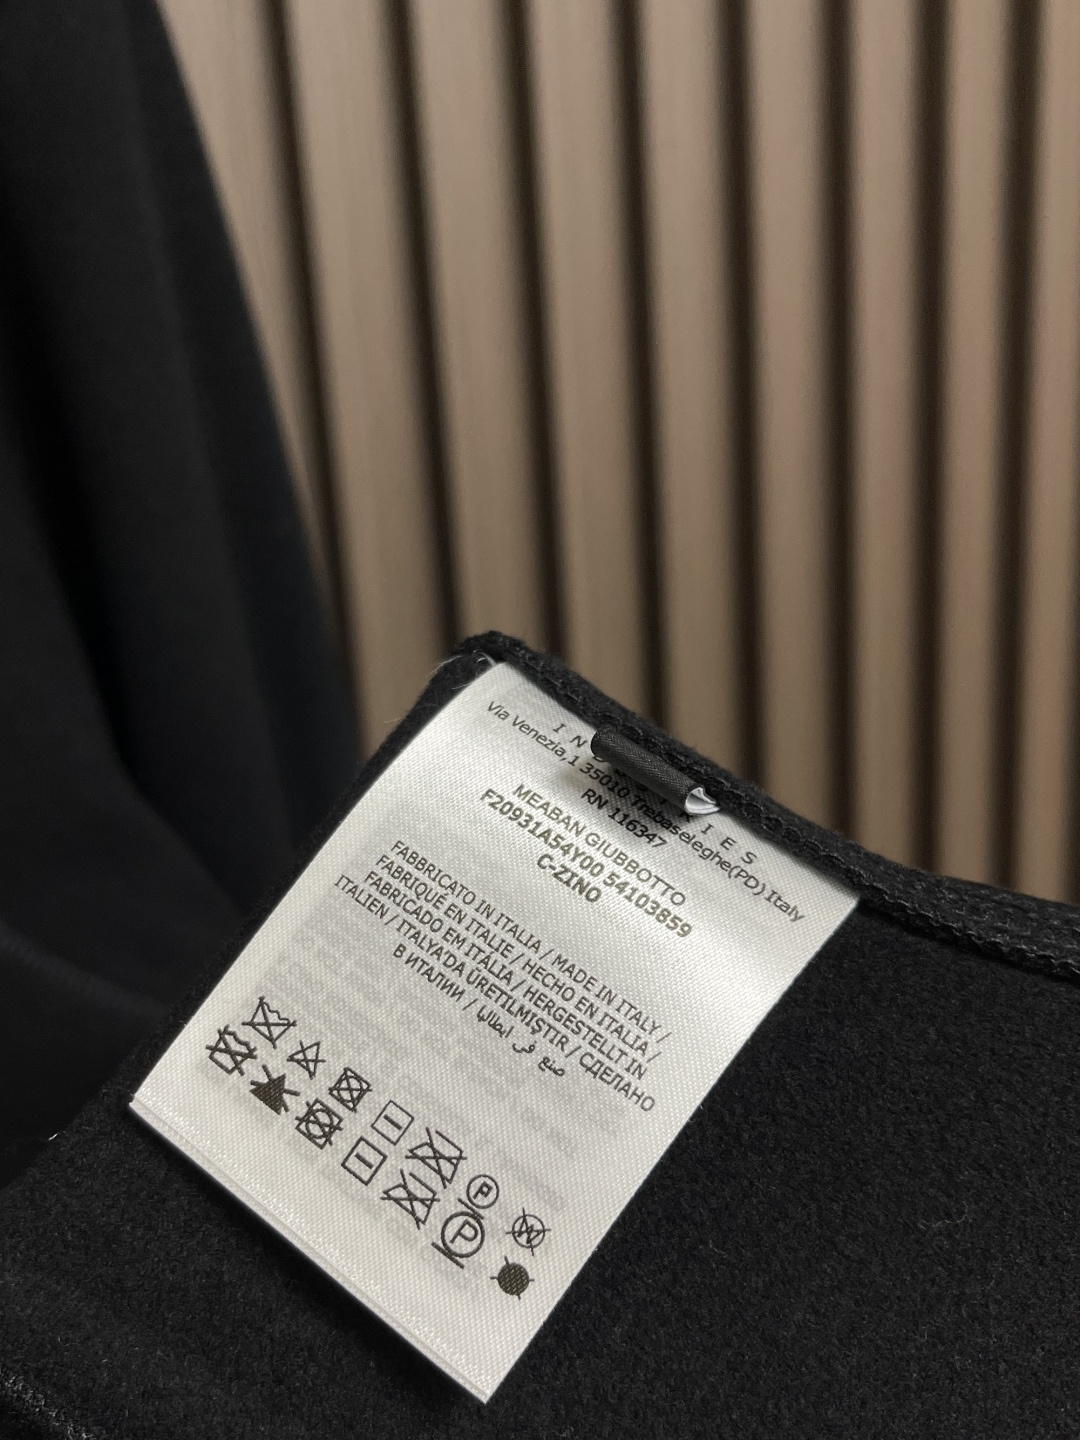 Via Venezia,1 35010 Trebaseleghe(PD) Italy
RN 116347
MEABAN GIUBBOTTO
F20931A54Y00 54103859
C-ZINO
FABBRICATO IN ITALIA / MADE IN ITALY /
FABRIQUÉ EN ITALIE / HECHO EN ITALIA /
FABRICADO EM ITÁLIA / HERGESTELLT IN
ITALIEN / ITALYA'DA ÜRETILMIŞTIR / СДЕЛАНО
В ИТАЛИИ / صنع في ايطاليا
P
W
P